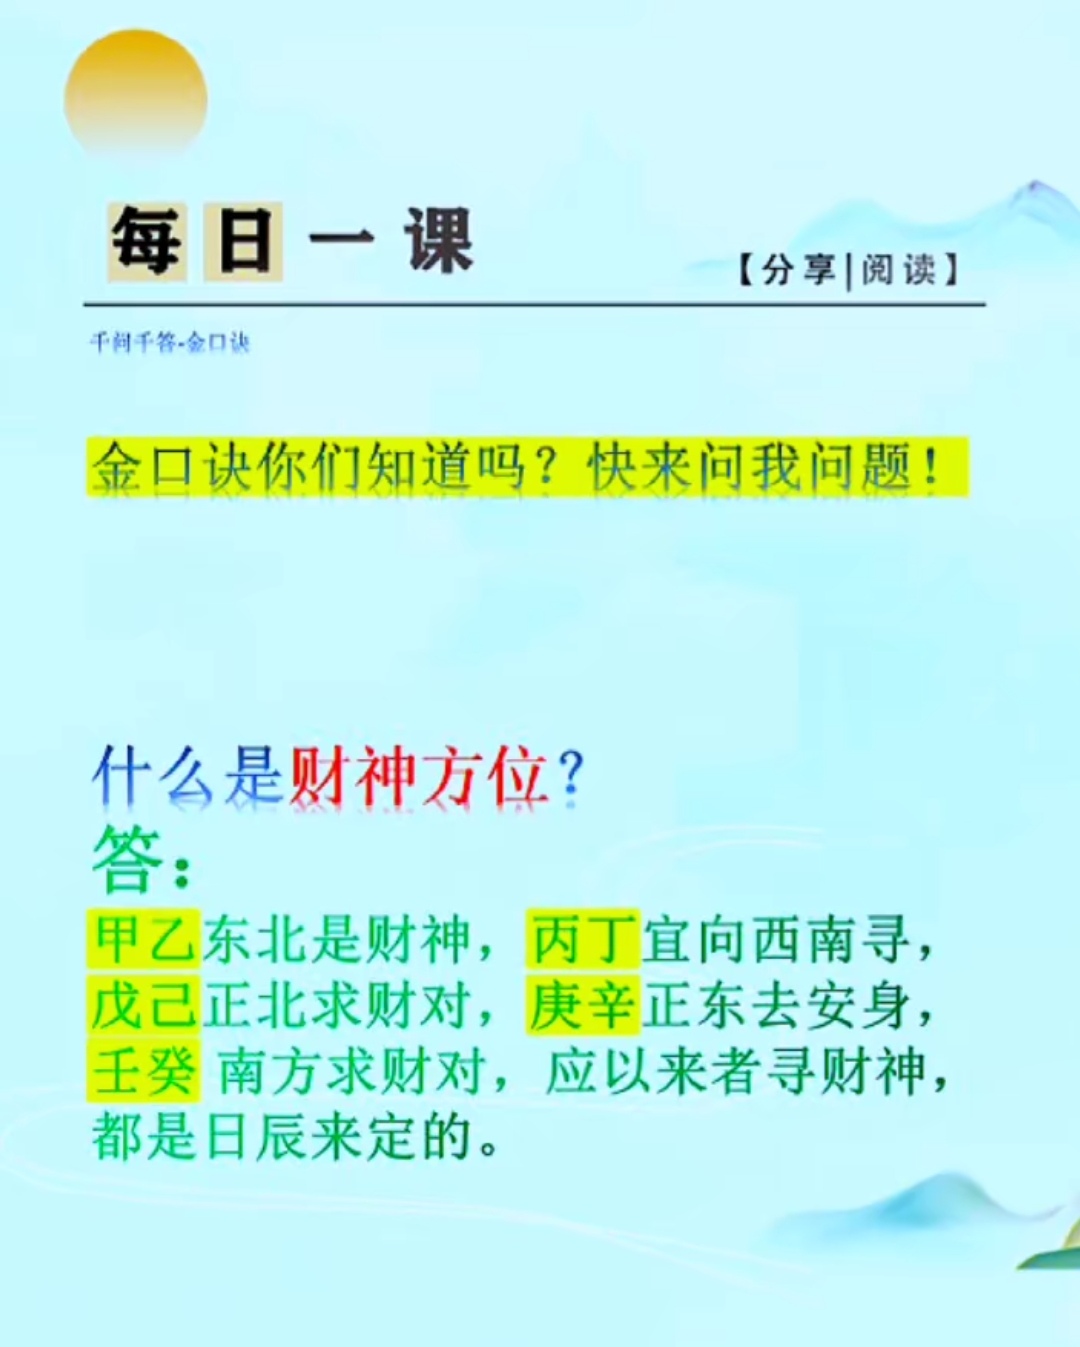 每日一课
【分享|阅读】
千问千答-金口诀
金口诀你们知道吗？快来问我问题！
什么是财神方位？
答：
甲乙东北是财神，丙丁宜向西南寻，
戊己正北求财对，庚辛正东去安身，
壬癸 南方求财对，应以来者寻财神，
都是日辰来定的。